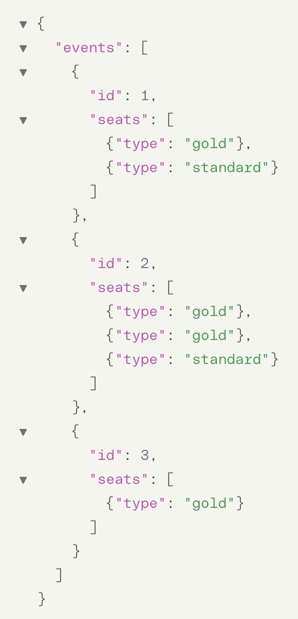 {
"events": [
{
"id": 1,
"seats": [
{"type": "gold"},
{"type": "standard"}
]
},
{
"id": 2,
"seats": [
{"type": "gold"},
{"type": "gold"},
{"type": "standard"}
]
},
{
"id": 3,
"seats": [
{"type": "gold"}
]
}
]
}